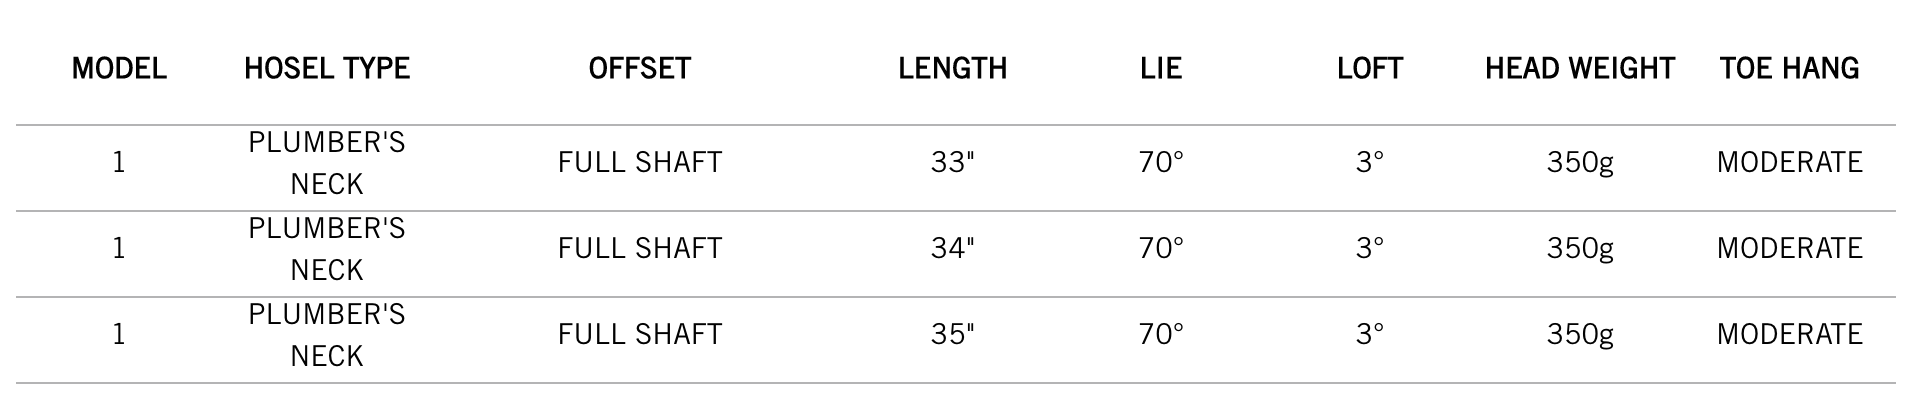 MODEL HOSEL TYPE OFFSET LENGTH LIE LOFT HEAD WEIGHT TOE HANG
1 PLUMBER'S NECK FULL SHAFT 33" 70° 3° 350g MODERATE
1 PLUMBER'S NECK FULL SHAFT 34" 70° 3° 350g MODERATE
1 PLUMBER'S NECK FULL SHAFT 35" 70° 3° 350g MODERATE